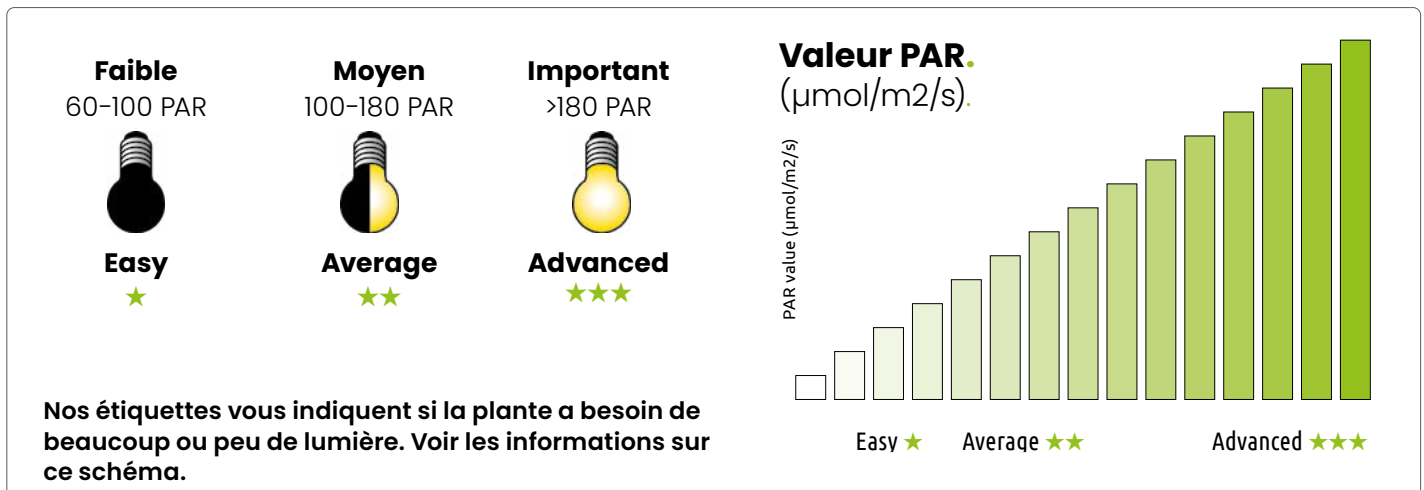 Faible
60-100 PAR
Easy
★
Moyen
100-180 PAR
Average
★★
Important
>180 PAR
Advanced
★★★
Nos étiquettes vous indiquent si la plante a besoin de
beaucoup ou peu de lumière. Voir les informations sur
ce schéma.
Valeur PAR.
(µmol/m2/s).
PAR value (µmol/m2/s)
Easy ★ Average ★★ Advanced ★★★